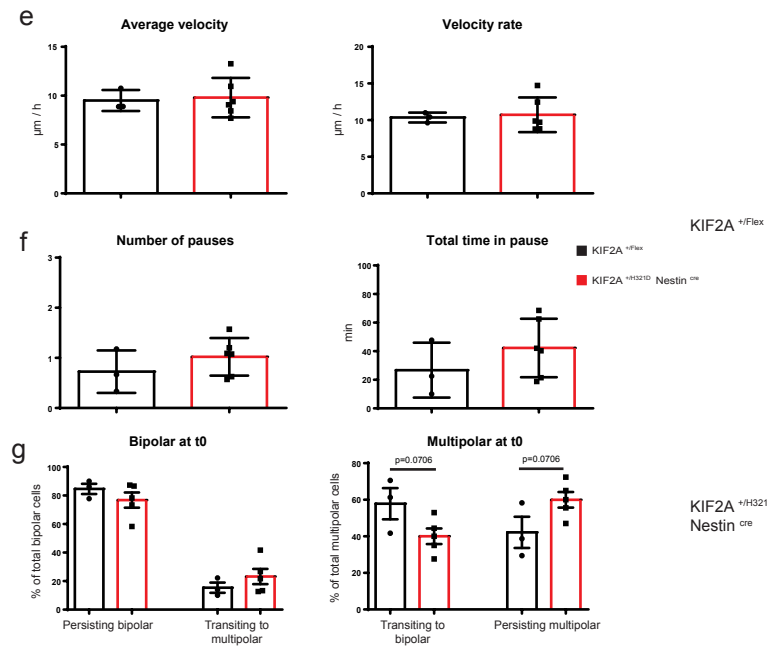 e
Average velocity
Velocity rate
µm / h
15
10
5
0
µm / h
20
15
10
5
0
KIF2A +/Flex
f
Number of pauses
Total time in pause
KIF2A +/Flex
KIF2A +/H321D Nestin cre
3
2
1
0
min
100
80
60
40
20
0
g
Bipolar at t0
Multipolar at t0
p=0.0706
p=0.0706
% of total bipolar cells
100
80
60
40
20
0
% of total multipolar cells
80
60
40
20
0
KIF2A +/H321
Nestin cre
Persisting bipolar
Transiting to
multipolar
Transiting to
bipolar
Persisting multipolar